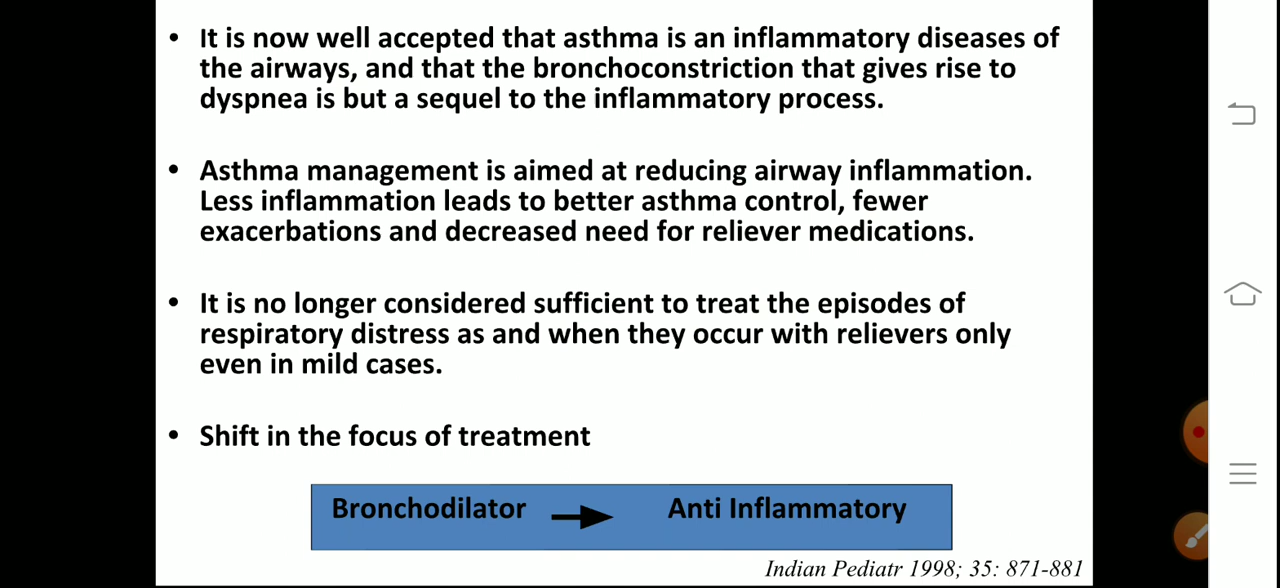 • It is now well accepted that asthma is an inflammatory diseases of
the airways, and that the bronchoconstriction that gives rise to
dyspnea is but a sequel to the inflammatory process.
• Asthma management is aimed at reducing airway inflammation.
Less inflammation leads to better asthma control, fewer
exacerbations and decreased need for reliever medications.
• It is no longer considered sufficient to treat the episodes of
respiratory distress as and when they occur with relievers only
even in mild cases.
• Shift in the focus of treatment
Bronchodilator → Anti Inflammatory
Indian Pediatr 1998; 35: 871-881